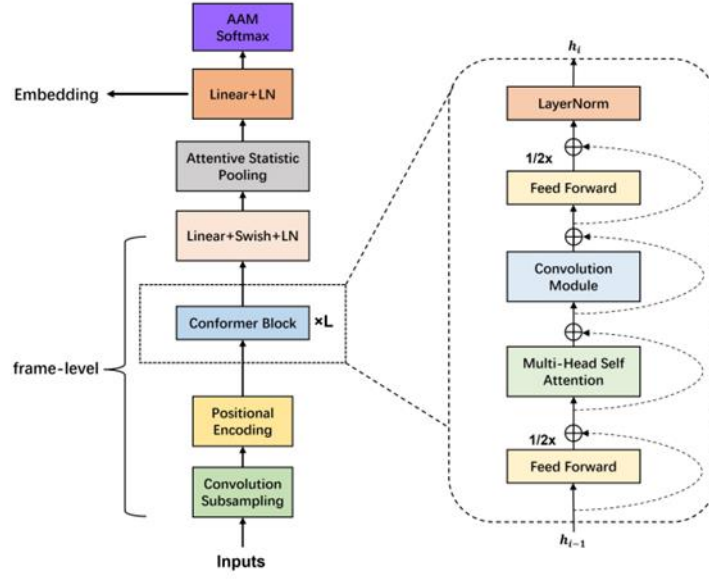 AAM
Softmax
Embedding
Linear+LN
Attentive Statistic
Pooling
Linear+Swish+LN
Conformer Block
×L
frame-level
Positional
Encoding
Convolution
Subsampling
Inputs
h_i
LayerNorm
1/2x
Feed Forward
Convolution
Module
Multi-Head Self
Attention
1/2x
Feed Forward
h_{i-1}